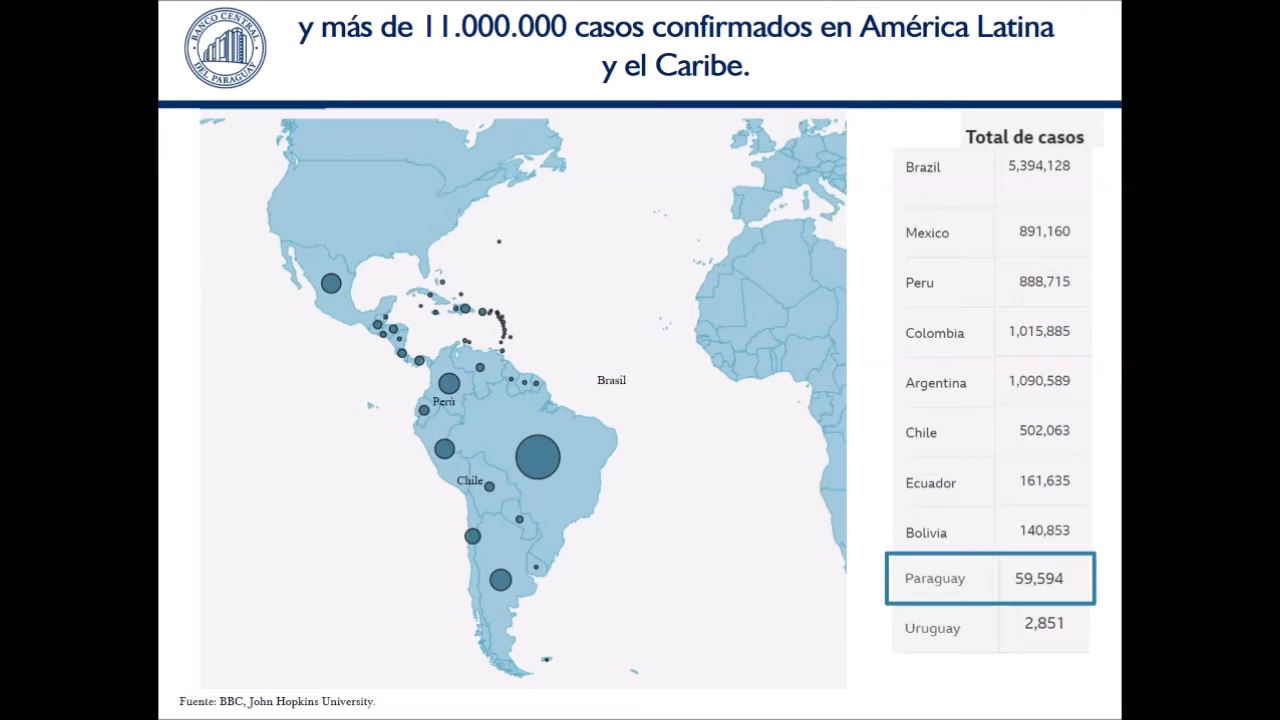 BANCO CENTRAL
DEL PARAGUAY
y más de 11.000.000 casos confirmados en América Latina
y el Caribe.
Total de casos
Brazil 5,394,128
Mexico 891,160
Peru 888,715
Colombia 1,015,885
Argentina 1,090,589
Chile 502,063
Ecuador 161,635
Bolivia 140,853
Paraguay 59,594
Uruguay 2,851
Brasil
Perú
Chile
Fuente: BBC, John Hopkins University.